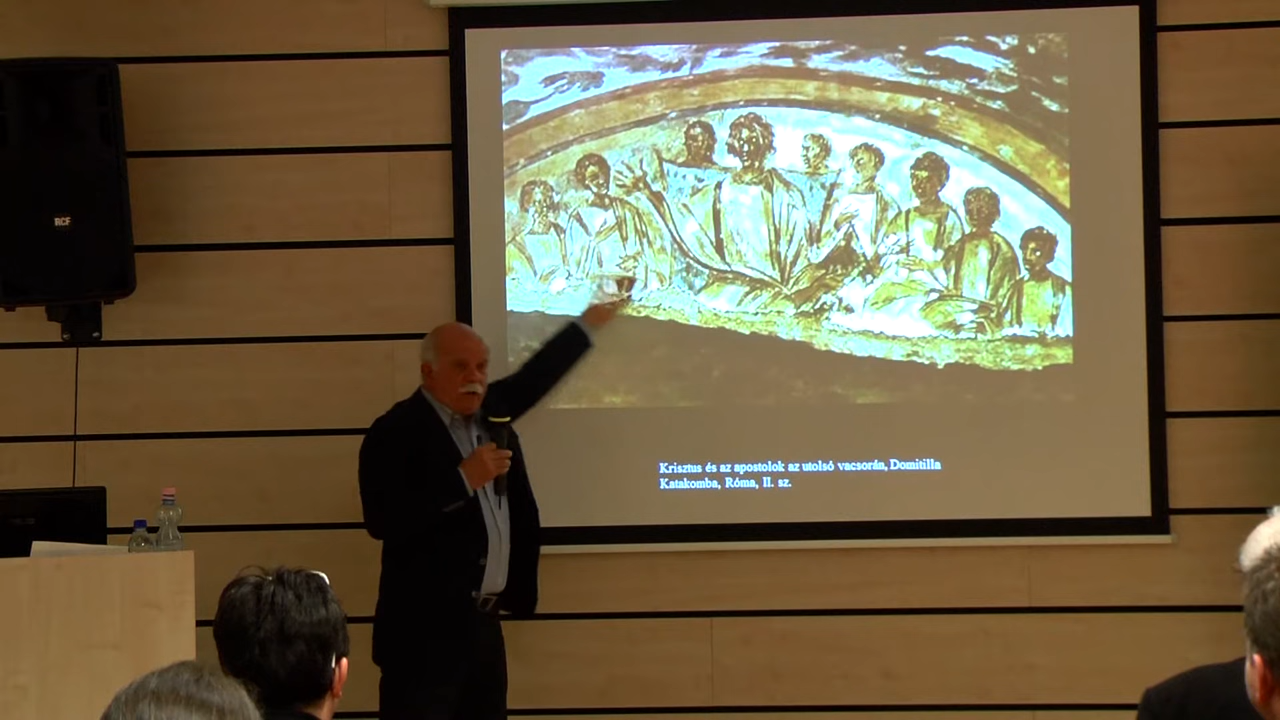 RCF
Krisztus és az apostolok az utolsó vacsorán, Domitilla
Katakomba, Róma, II. sz.